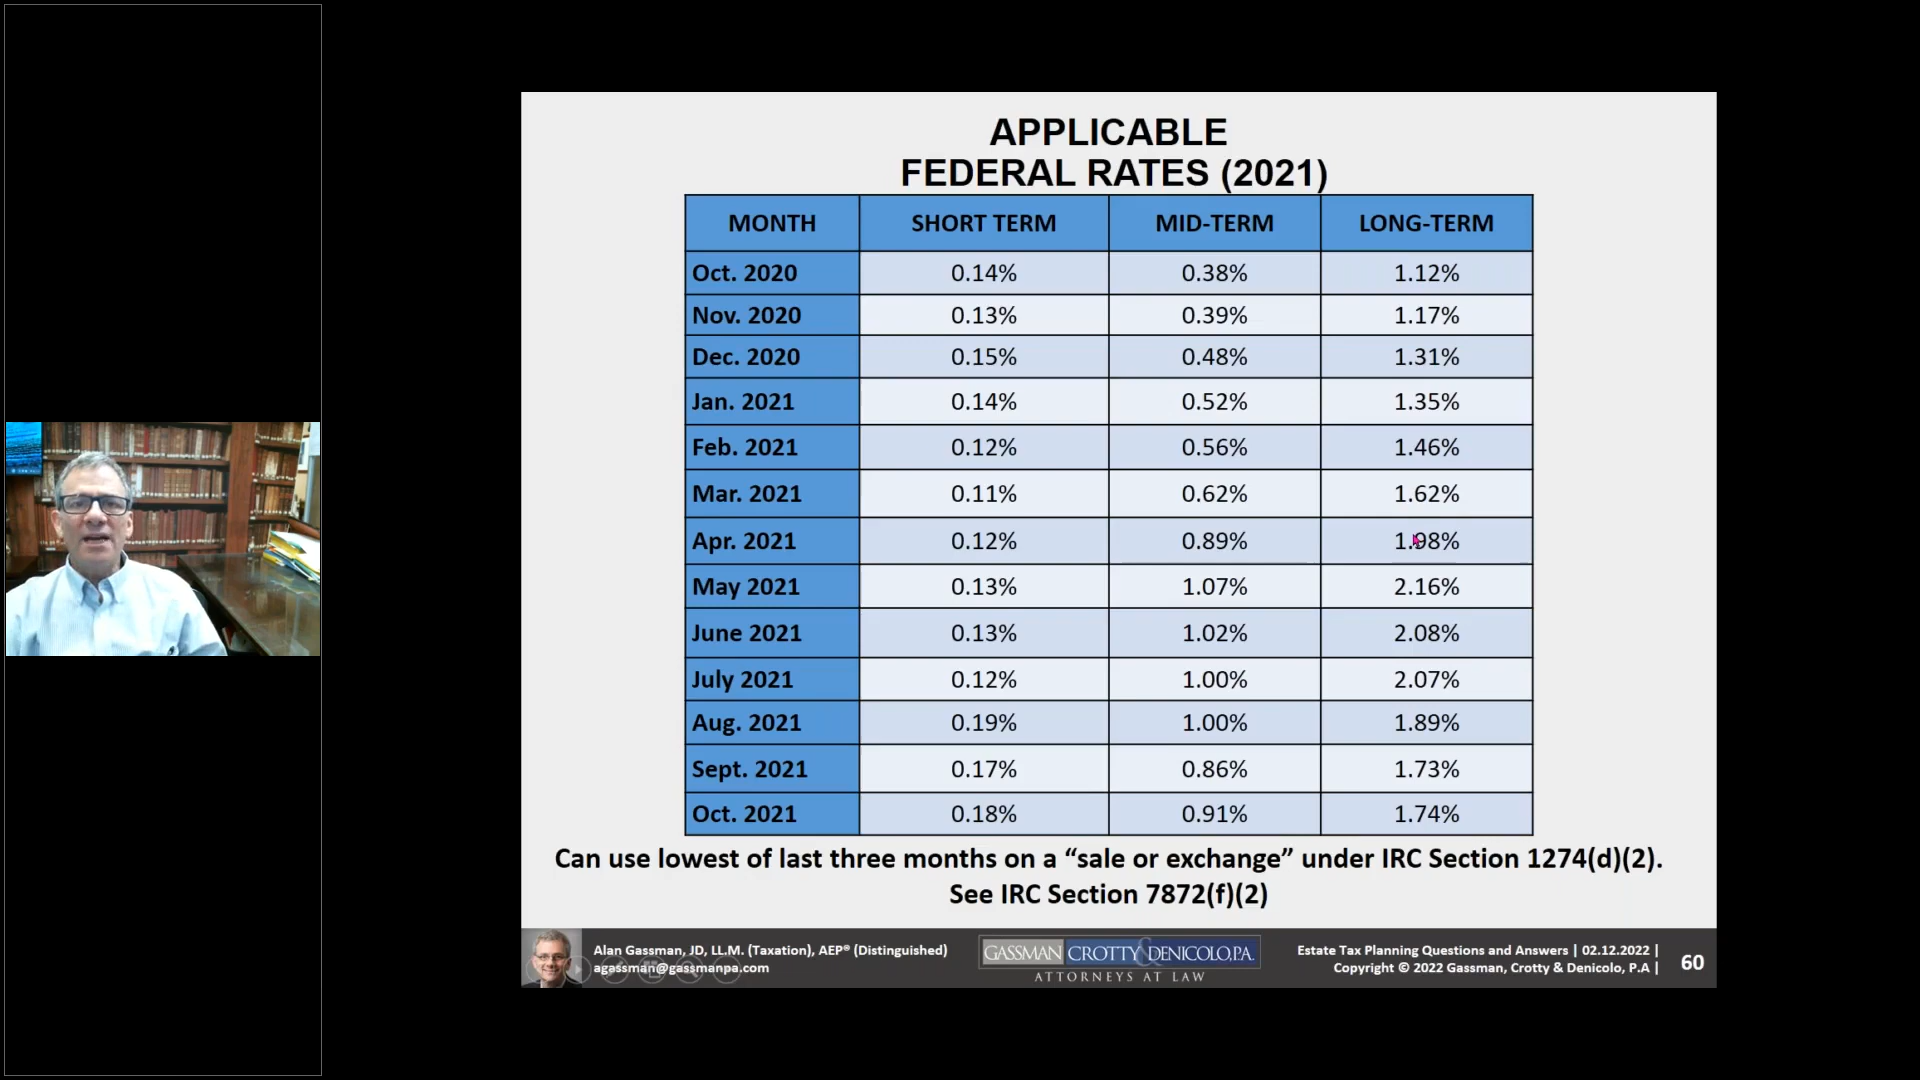 APPLICABLE
FEDERAL RATES (2021)
MONTH SHORT TERM MID-TERM LONG-TERM
Oct. 2020 0.14% 0.38% 1.12%
Nov. 2020 0.13% 0.39% 1.17%
Dec. 2020 0.15% 0.48% 1.31%
Jan. 2021 0.14% 0.52% 1.35%
Feb. 2021 0.12% 0.56% 1.46%
Mar. 2021 0.11% 0.62% 1.62%
Apr. 2021 0.12% 0.89% 1.98%
May 2021 0.13% 1.07% 2.16%
June 2021 0.13% 1.02% 2.08%
July 2021 0.12% 1.00% 2.07%
Aug. 2021 0.19% 1.00% 1.89%
Sept. 2021 0.17% 0.86% 1.73%
Oct. 2021 0.18% 0.91% 1.74%
Can use lowest of last three months on a “sale or exchange” under IRC Section 1274(d)(2).
See IRC Section 7872(f)(2)
Alan Gassman, JD, LL.M. (Taxation), AEP® (Distinguished)
agassman@gassmanpa.com
GASSMAN CROTTY & DENICOLO, P.A.
ATTORNEYS AT LAW
Estate Tax Planning Questions and Answers | 02.12.2022 |
Copyright © 2022 Gassman, Crotty & Denicolo, P.A |
60